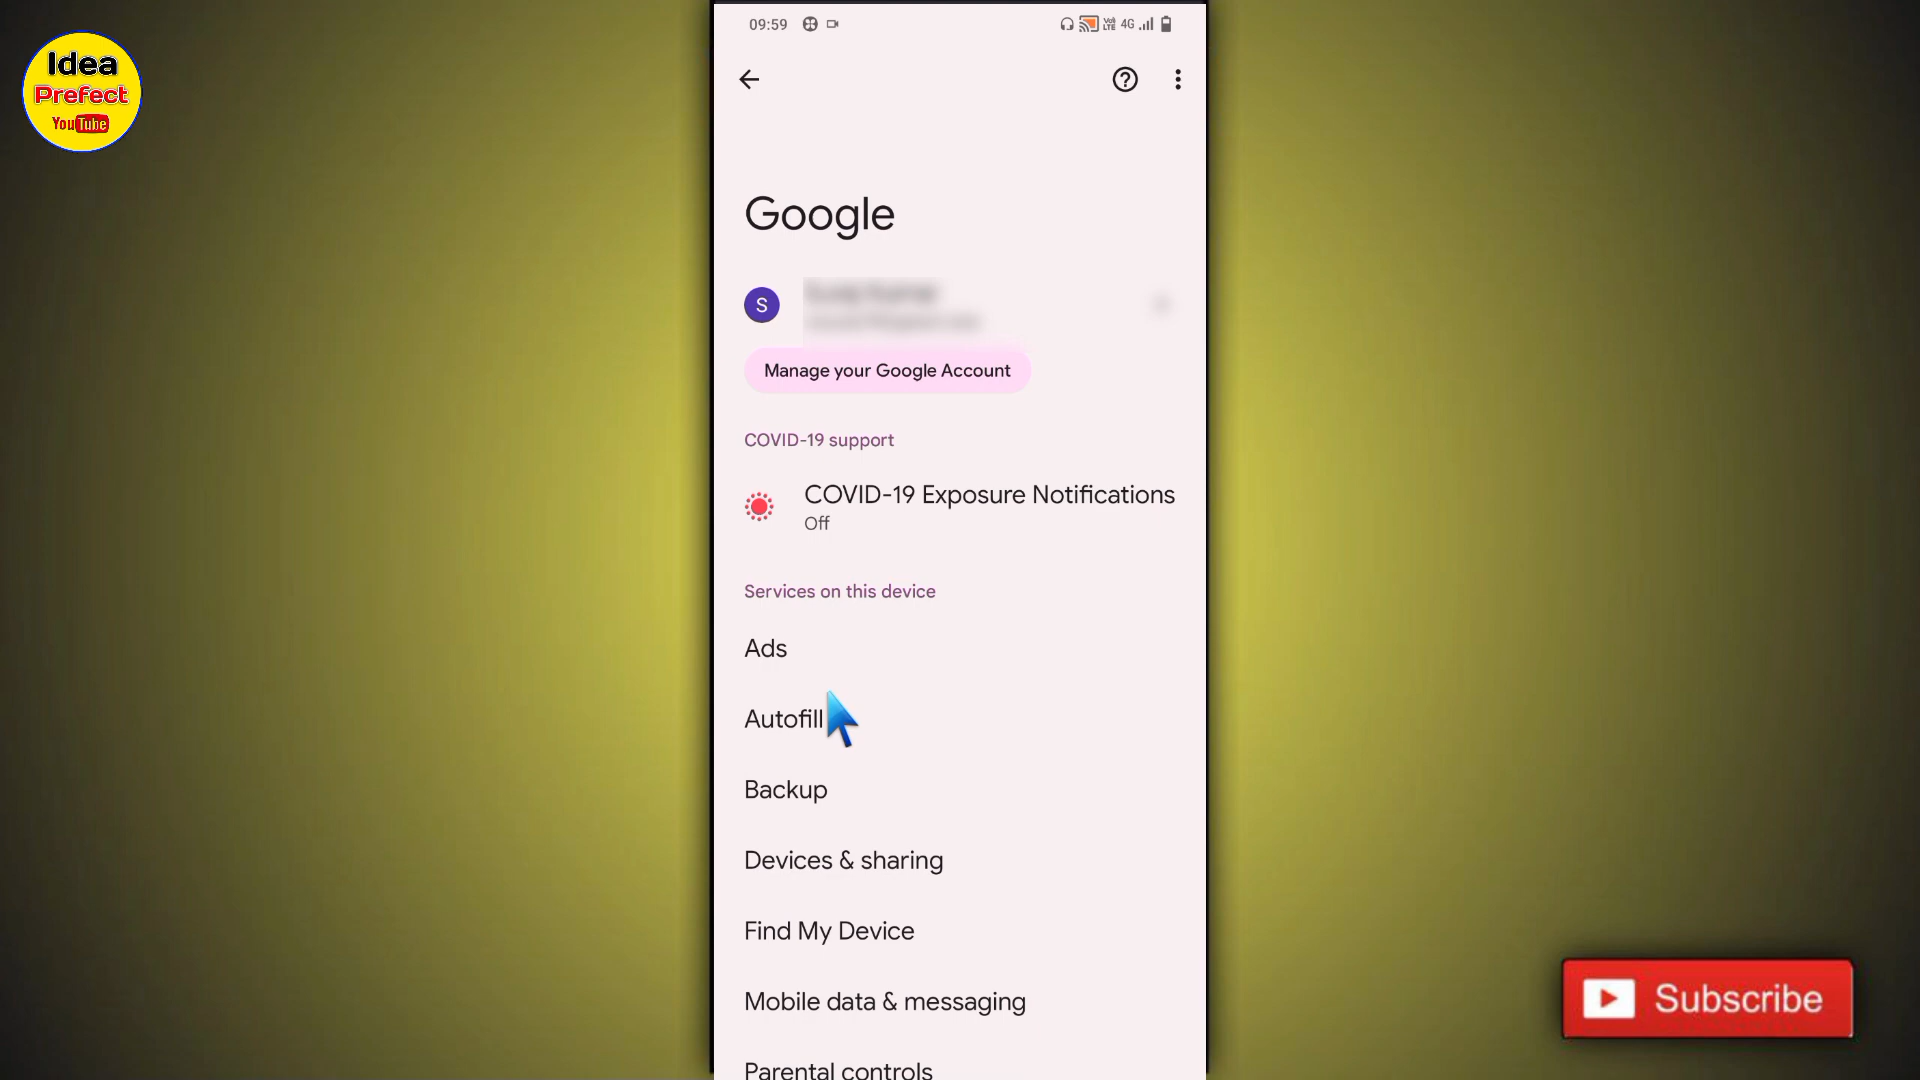 Idea
Prefect
YouTube
09:59
4G
Google
S
Manage your Google Account
COVID-19 support
COVID-19 Exposure Notifications
Off
Services on this device
Ads
Autofill
Backup
Devices & sharing
Find My Device
Mobile data & messaging
Parental controls
Subscribe